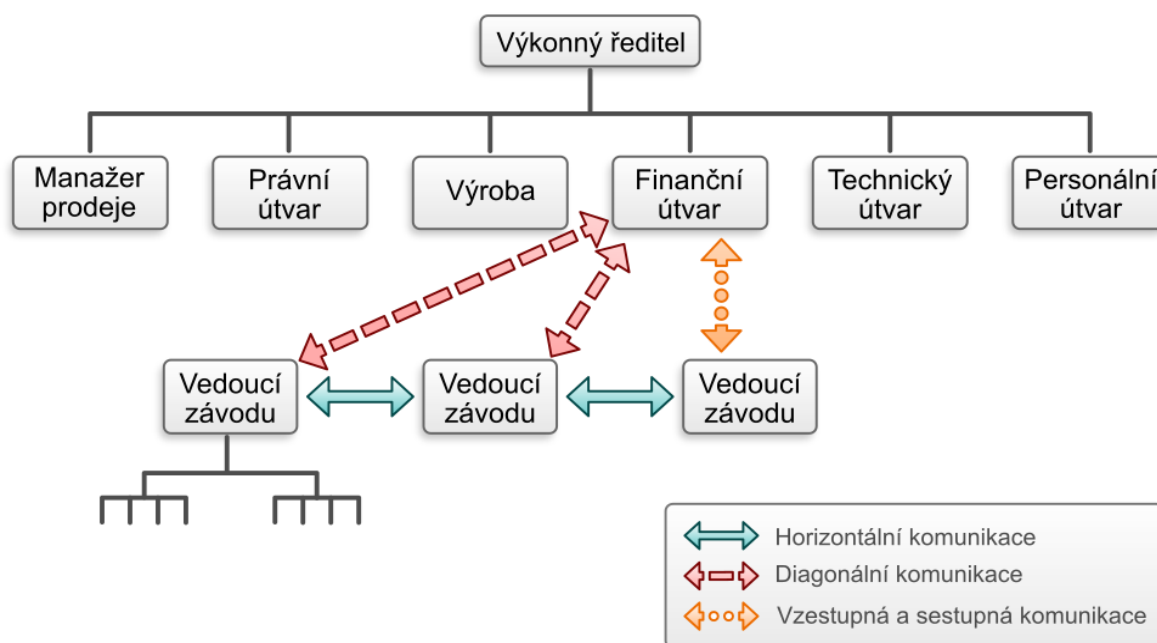 Výkonný ředitel
Manažer
prodeje
Právní
útvar
Výroba
Finanční
útvar
Technický
útvar
Personální
útvar
Vedoucí
závodu
Vedoucí
závodu
Vedoucí
závodu
Horizontální komunikace
Diagonální komunikace
Vzestupná a sestupná komunikace